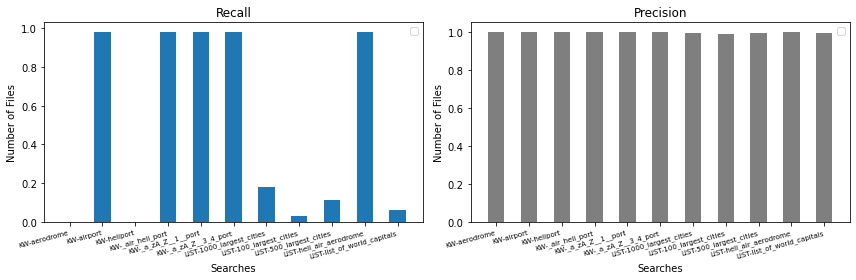 Recall
Number of Files
1.0
0.8
0.6
0.4
0.2
0.0
KW-aerodrome
KW-airport
KW-heliport
KW-_air_heli_port
KW-_a_zA_Z__1__port
KW-_a_zA_Z__3_4_port
LIST-1000_largest_cities
LIST-100_largest_cities
LIST-500_largest_cities
LIST-heli_air_aerodrome
LIST-list_of_world_capitals
Searches
Precision
Number of Files
1.0
0.8
0.6
0.4
0.2
0.0
KW-aerodrome
KW-airport
KW-heliport
KW-_air_heli_port
KW-_a_zA_Z__1__port
KW-_a_zA_Z__3_4_port
LIST-1000_largest_cities
LIST-100_largest_cities
LIST-500_largest_cities
LIST-heli_air_aerodrome
LIST-list_of_world_capitals
Searches